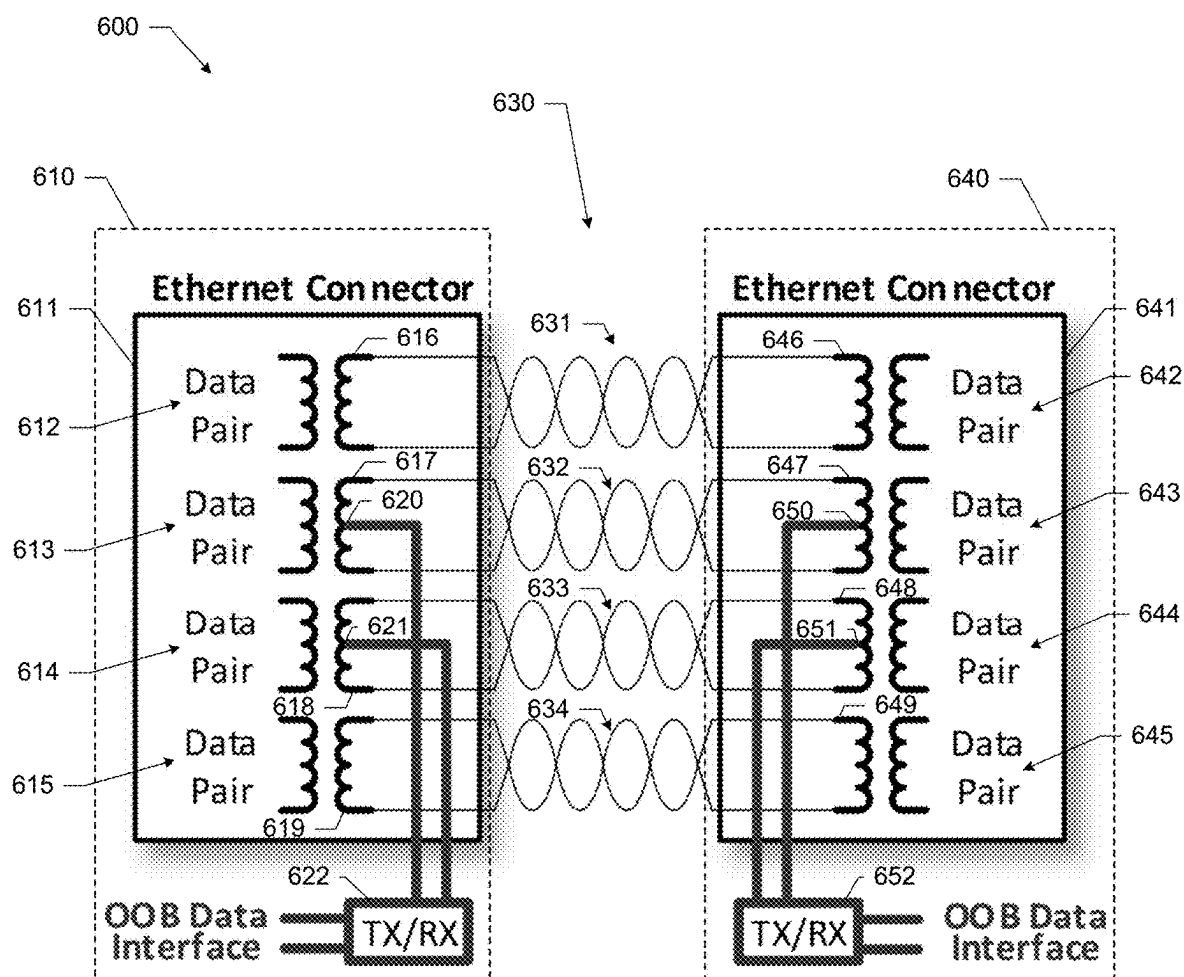 600
630
610
640
Ethernet Connector
Ethernet Connector
611
631
641
616
646
Data
Pair
Data
Pair
612
642
617
632
647
620
650
Data
Pair
Data
Pair
613
643
633
648
621
651
Data
Pair
Data
Pair
614
644
618
634
649
Data
Pair
Data
Pair
615
645
619
622
652
OOB Data
Interface
TX/RX
TX/RX
OOB Data
Interface